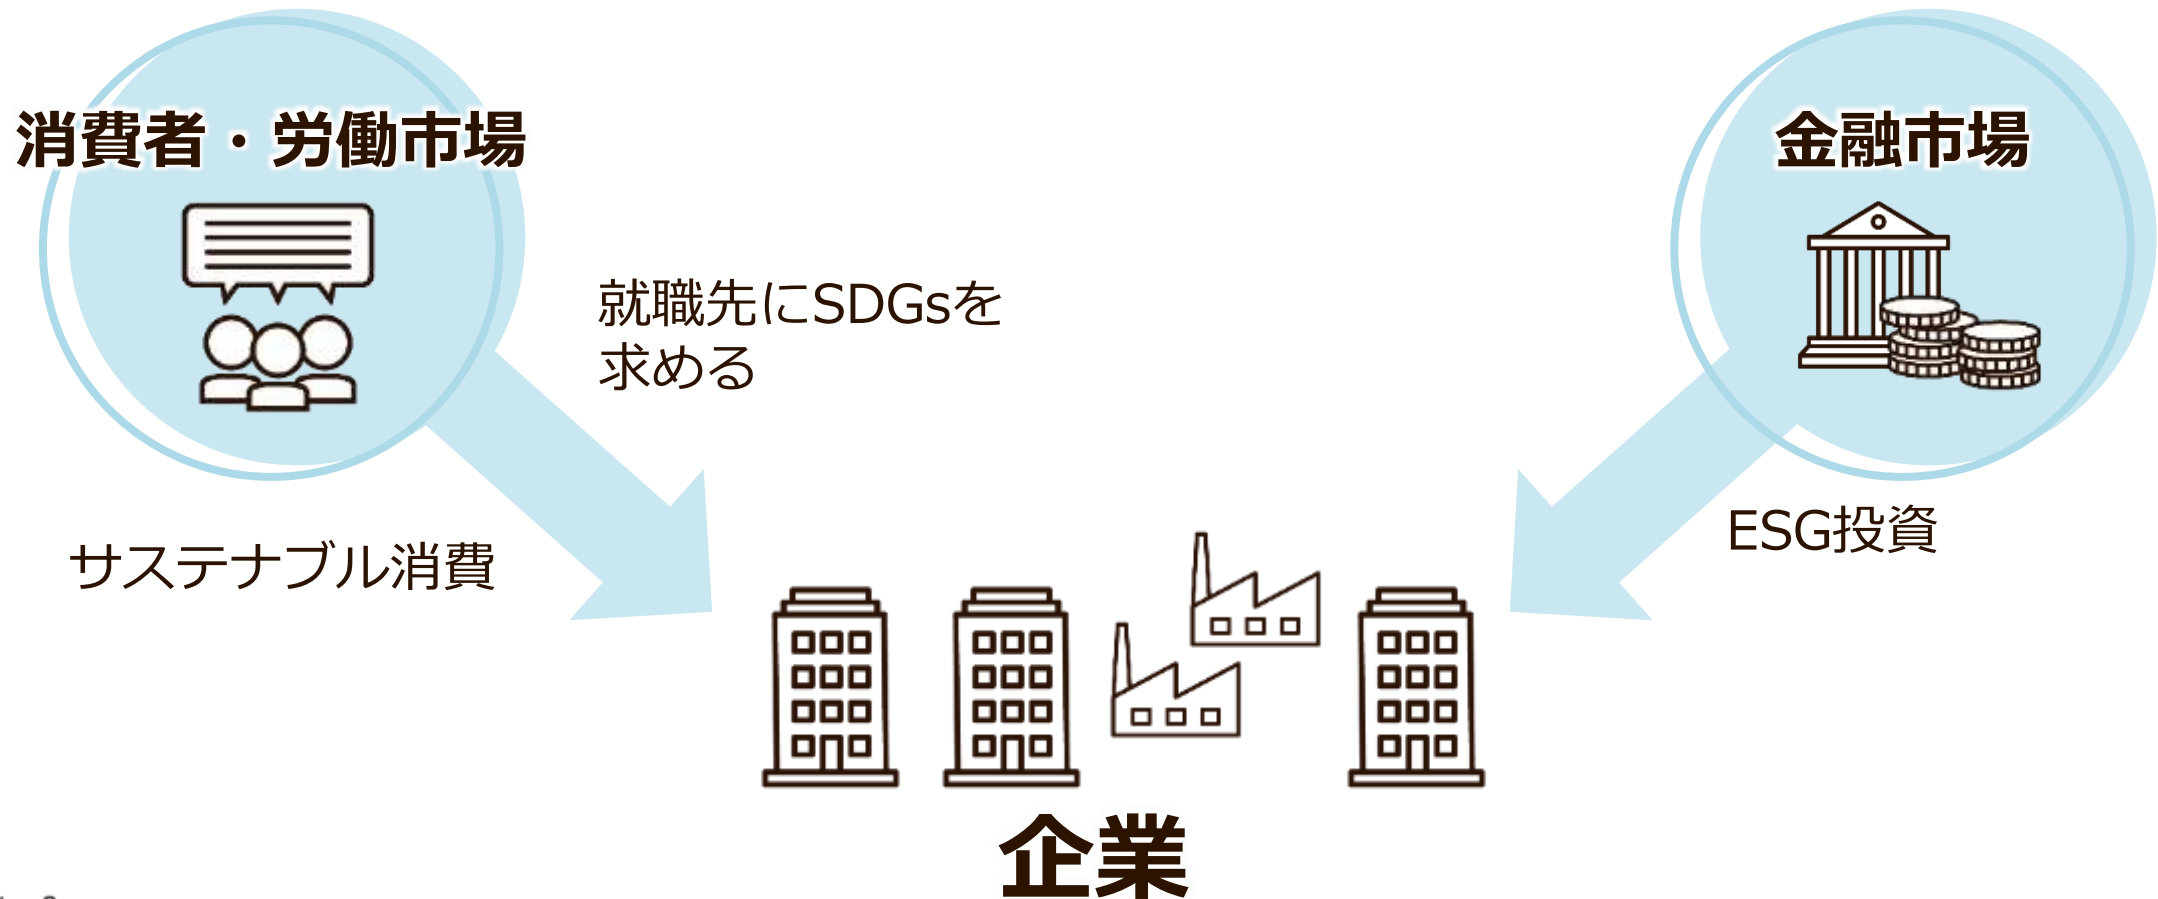 消費者・労働市場
金融市場
就職先にSDGsを
求める
サステナブル消費
ESG投資
企業